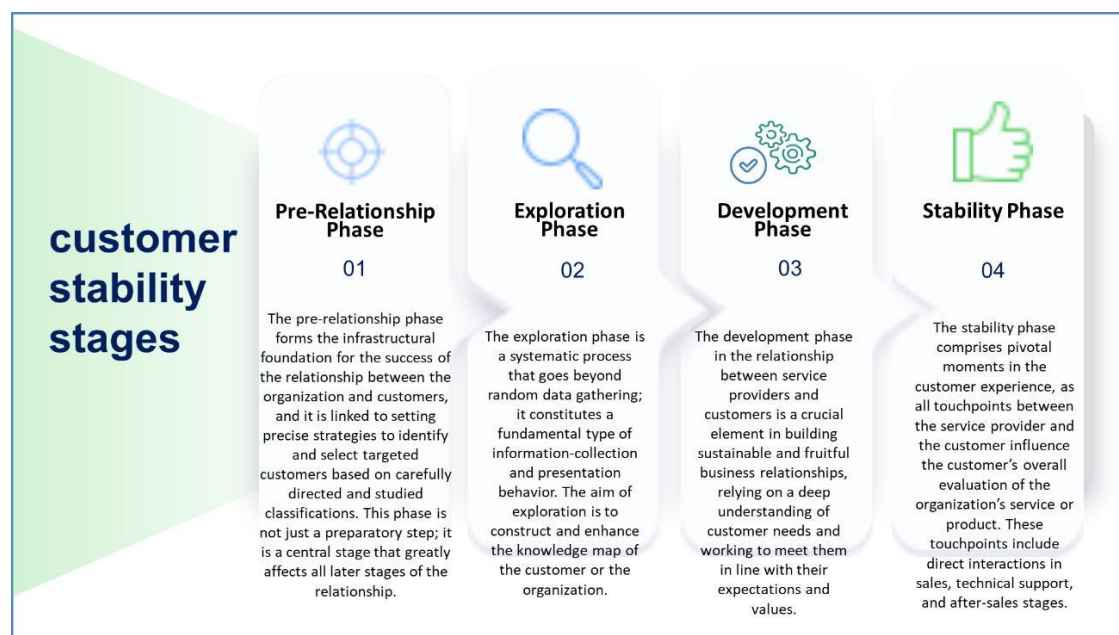 customer
stability
stages
Pre-Relationship
Phase
01
The pre-relationship phase
forms the infrastructural
foundation for the success of
the relationship between the
organization and customers,
and it is linked to setting
precise strategies to identify
and select targeted
customers based on carefully
directed and studied
classifications. This phase is
not just a preparatory step; it
is a central stage that greatly
affects all later stages of the
relationship.
Exploration
Phase
02
The exploration phase is
a systematic process
that goes beyond
random data gathering;
it constitutes a
fundamental type of
information-collection
and presentation
behavior. The aim of
exploration is to
construct and enhance
the knowledge map of
the customer or the
organization.
Development
Phase
03
The development phase
in the relationship
between service
providers and
customers is a crucial
element in building
sustainable and fruitful
business relationships,
relying on a deep
understanding of
customer needs and
working to meet them
in line with their
expectations and
values.
Stability Phase
04
The stability phase
comprises pivotal
moments in the
customer experience, as
all touchpoints between
the service provider and
the customer influence
the customer’s overall
evaluation of the
organization’s service or
product. These
touchpoints include
direct interactions in
sales, technical support,
and after-sales stages.